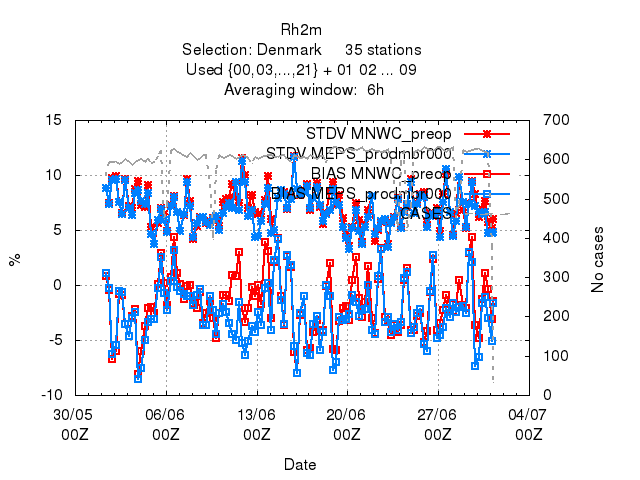 Rh2m
Selection: Denmark 35 stations
Used {00,03,...,21} + 01 02 ... 09
Averaging window: 6h
STDV MNWC_preop
STDV MEPS_prodmbr000
BIAS MNWC_preop
BIAS MEPS_prodmbr000
CASES
15
10
5
0
-5
-10
%
700
600
500
400
300
200
100
0
No cases
30/05 06/06 13/06 20/06 27/06 04/07
00Z 00Z 00Z 00Z 00Z 00Z
Date